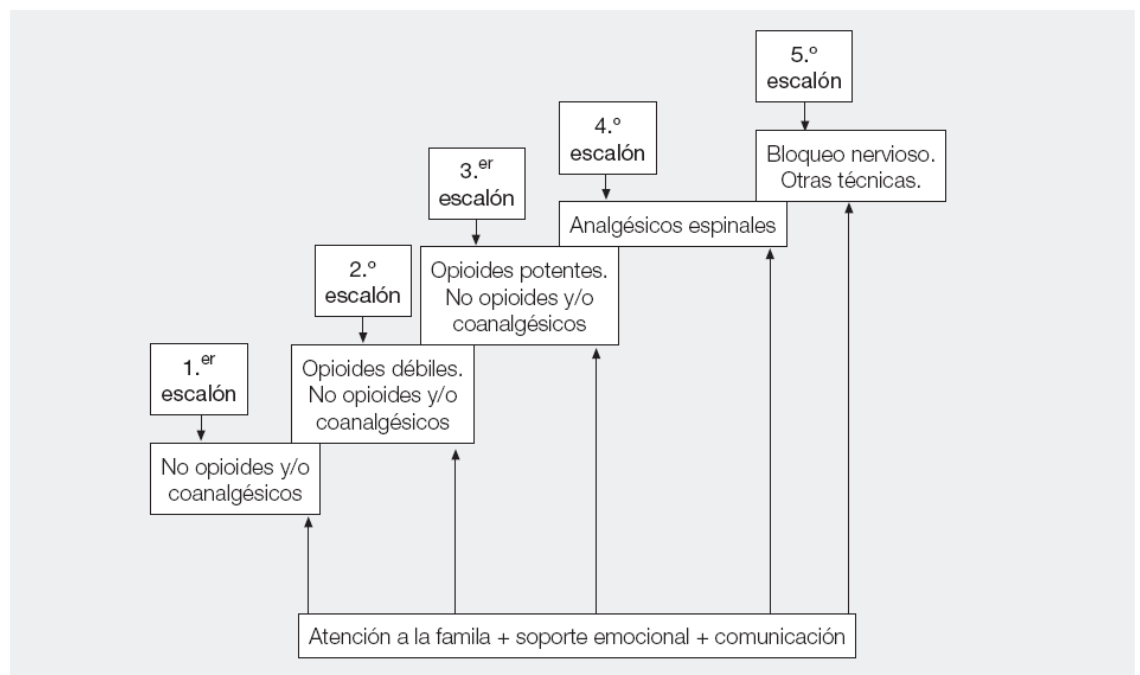 1.er
escalón
No opioides y/o
coanalgésicos
2.º
escalón
Opioides débiles.
No opioides y/o
coanalgésicos
3.er
escalón
Opioides potentes.
No opioides y/o
coanalgésicos
4.º
escalón
Analgésicos espinales
5.º
escalón
Bloqueo nervioso.
Otras técnicas.
Atención a la famila + soporte emocional + comunicación